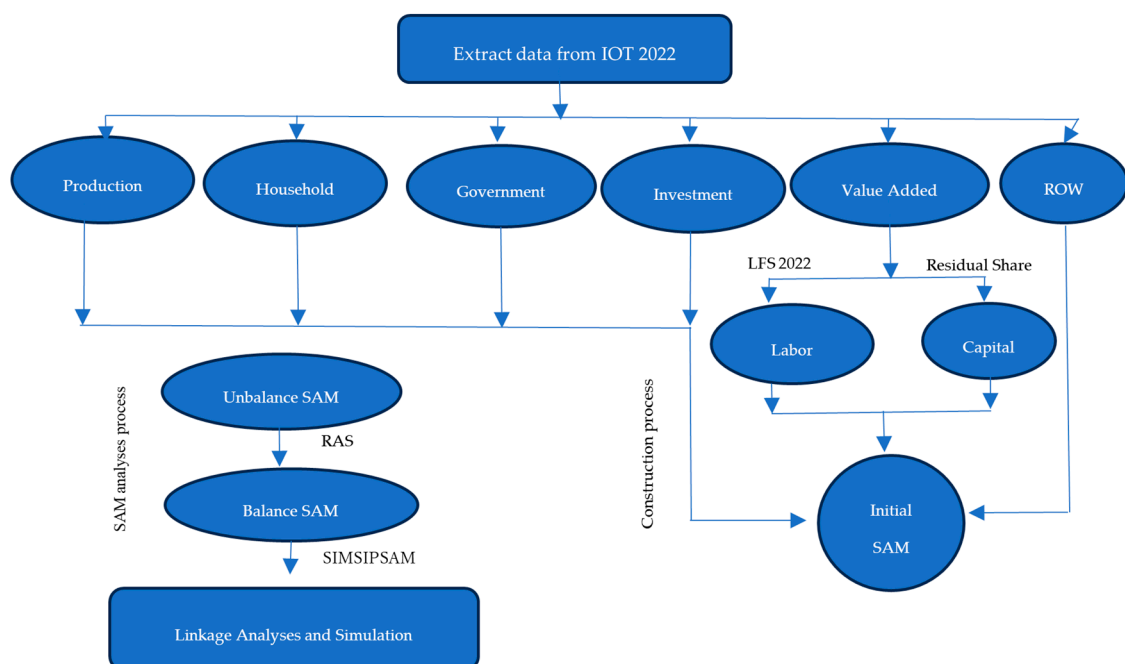 Extract data from IOT 2022
Production
Household
Government
Investment
Value Added
ROW
LFS 2022
Residual Share
Labor
Capital
SAM analyses process
Unbalance SAM
RAS
Balance SAM
SIMSIPSAM
Linkage Analyses and Simulation
Construction process
Initial
SAM